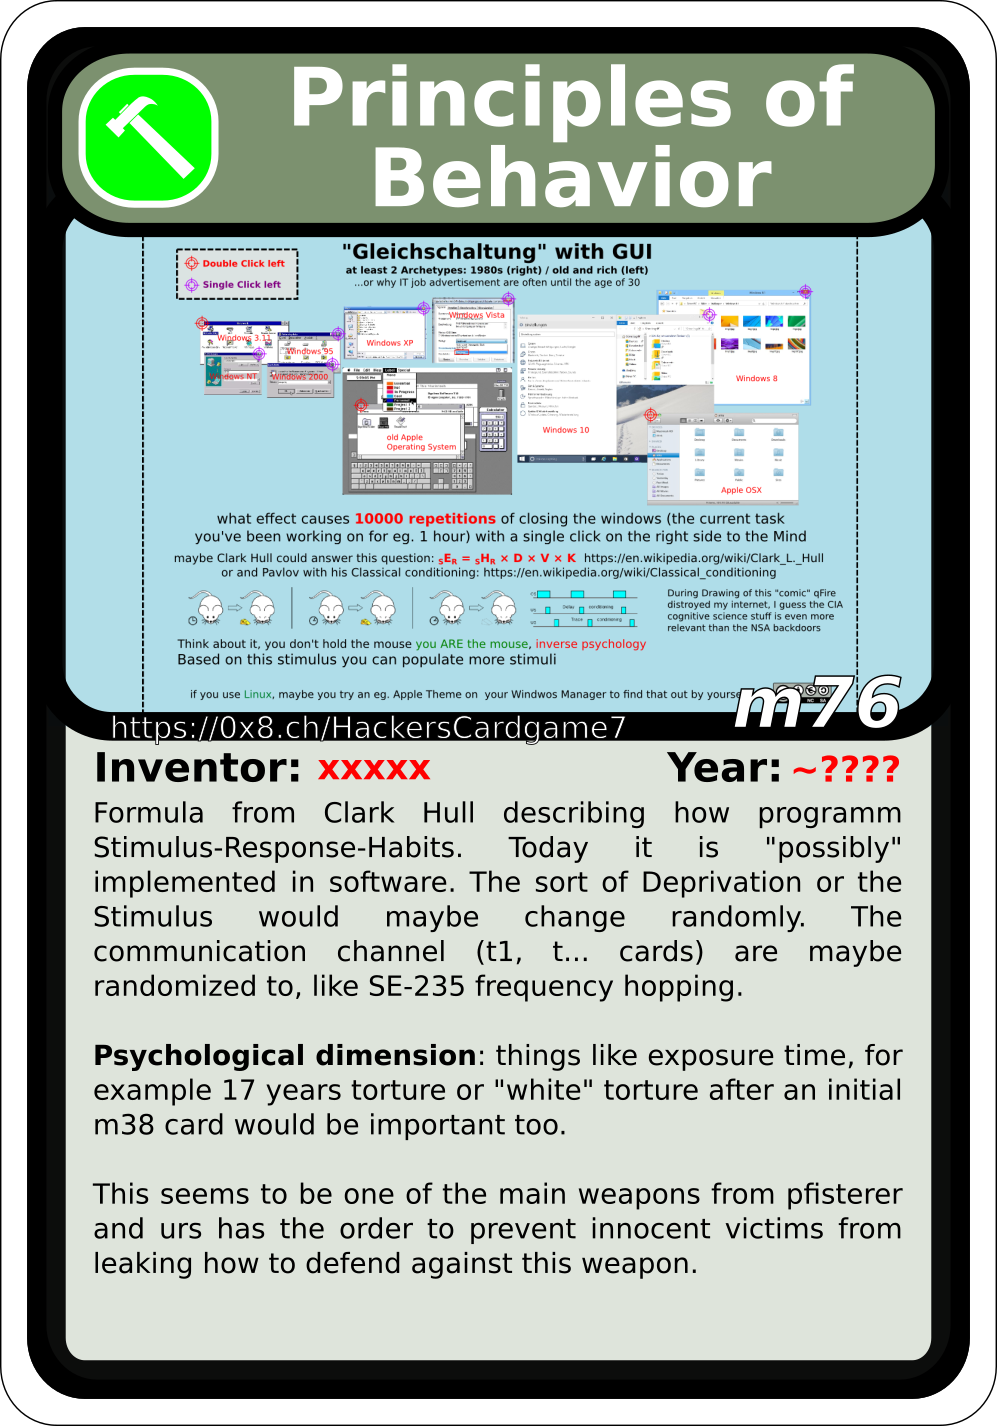 Principles of
Behavior
"Gleichschaltung" with GUI
at least 2 Archetypes: 1980s (right) / old and rich (left)
...or why IT job advertisement are often until the age of 30
Double Click left
Single Click left
Windows 3.11
Windows 95
Windows NT
Windows 2000
Windows XP
Windows Vista
Windows 8
Windows 10
old Apple
Operating System
Apple OSX
what effect causes 10000 repetitions of closing the windows (the current task
you've been working on for eg. 1 hour) with a single click on the right side to the Mind
maybe Clark Hull could answer this question: sER = sHR × D × V × K https://en.wikipedia.org/wiki/Clark_L._Hull
or and Pavlov with his Classical conditioning: https://en.wikipedia.org/wiki/Classical_conditioning
Delay conditioning
Trace conditioning
During Drawing of this "comic" qFire
distroyed my internet, I guess the CIA
cognitive science stuff is even more
relevant than the NSA backdoors
Think about it, you don't hold the mouse you ARE the mouse, inverse psychology
Based on this stimulus you can populate more stimuli
if you use Linux, maybe you try an eg. Apple Theme on your Windwos Manager to find that out by yourse
m76
https://0x8.ch/HackersCardgame7
Inventor: xxxxx Year: ~????
Formula from Clark Hull describing how programm
Stimulus-Response-Habits. Today it is "possibly"
implemented in software. The sort of Deprivation or the
Stimulus would maybe change randomly. The
communication channel (t1, t... cards) are maybe
randomized to, like SE-235 frequency hopping.
Psychological dimension: things like exposure time, for
example 17 years torture or "white" torture after an initial
m38 card would be important too.
This seems to be one of the main weapons from pfisterer
and urs has the order to prevent innocent victims from
leaking how to defend against this weapon.